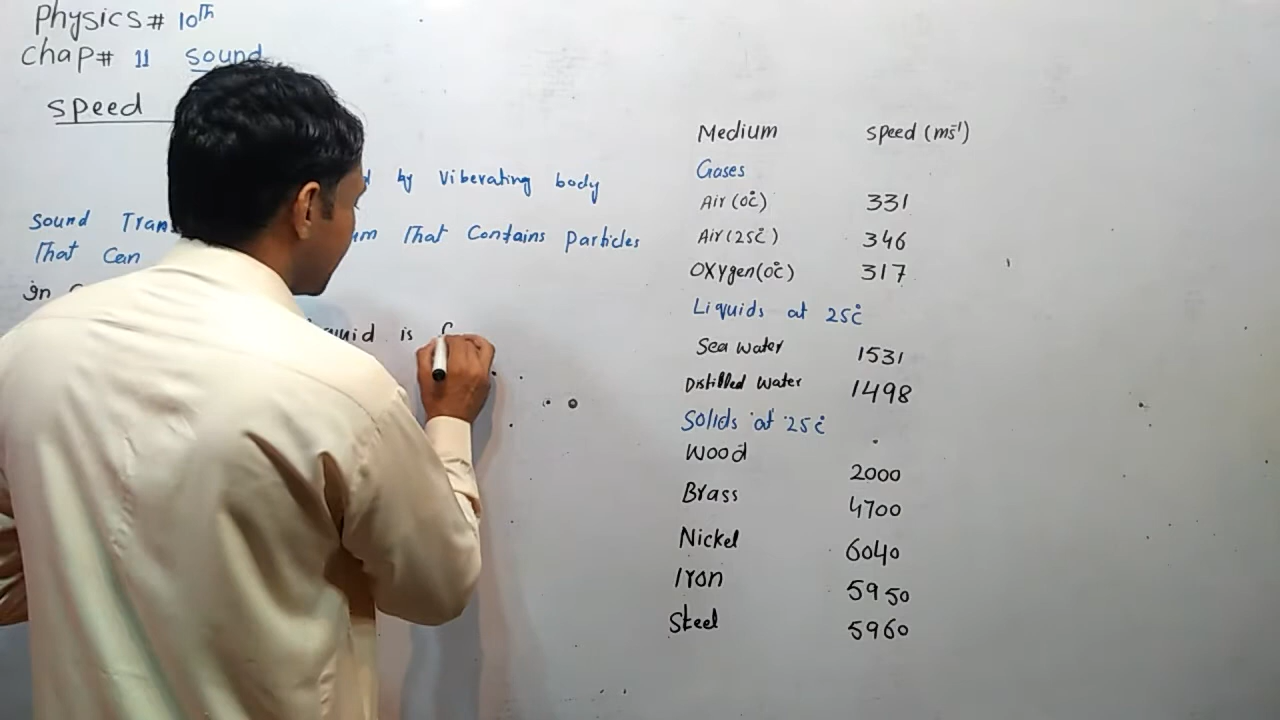 Physics# 10th
Chap# 11 Sound
Speed
by Viberating body
Sound That Contains Particles
That Can
In
is
Medium Speed (ms⁻¹)
Gases
Air (0°C) 331
Air (25°C) 346
Oxygen (0°C) 317
Liquids at 25°C
Sea water 1531
Distilled water 1498
Solids at 25°C
Wood 2000
Brass 4700
Nickel 6040
Iron 5950
Steel 5960